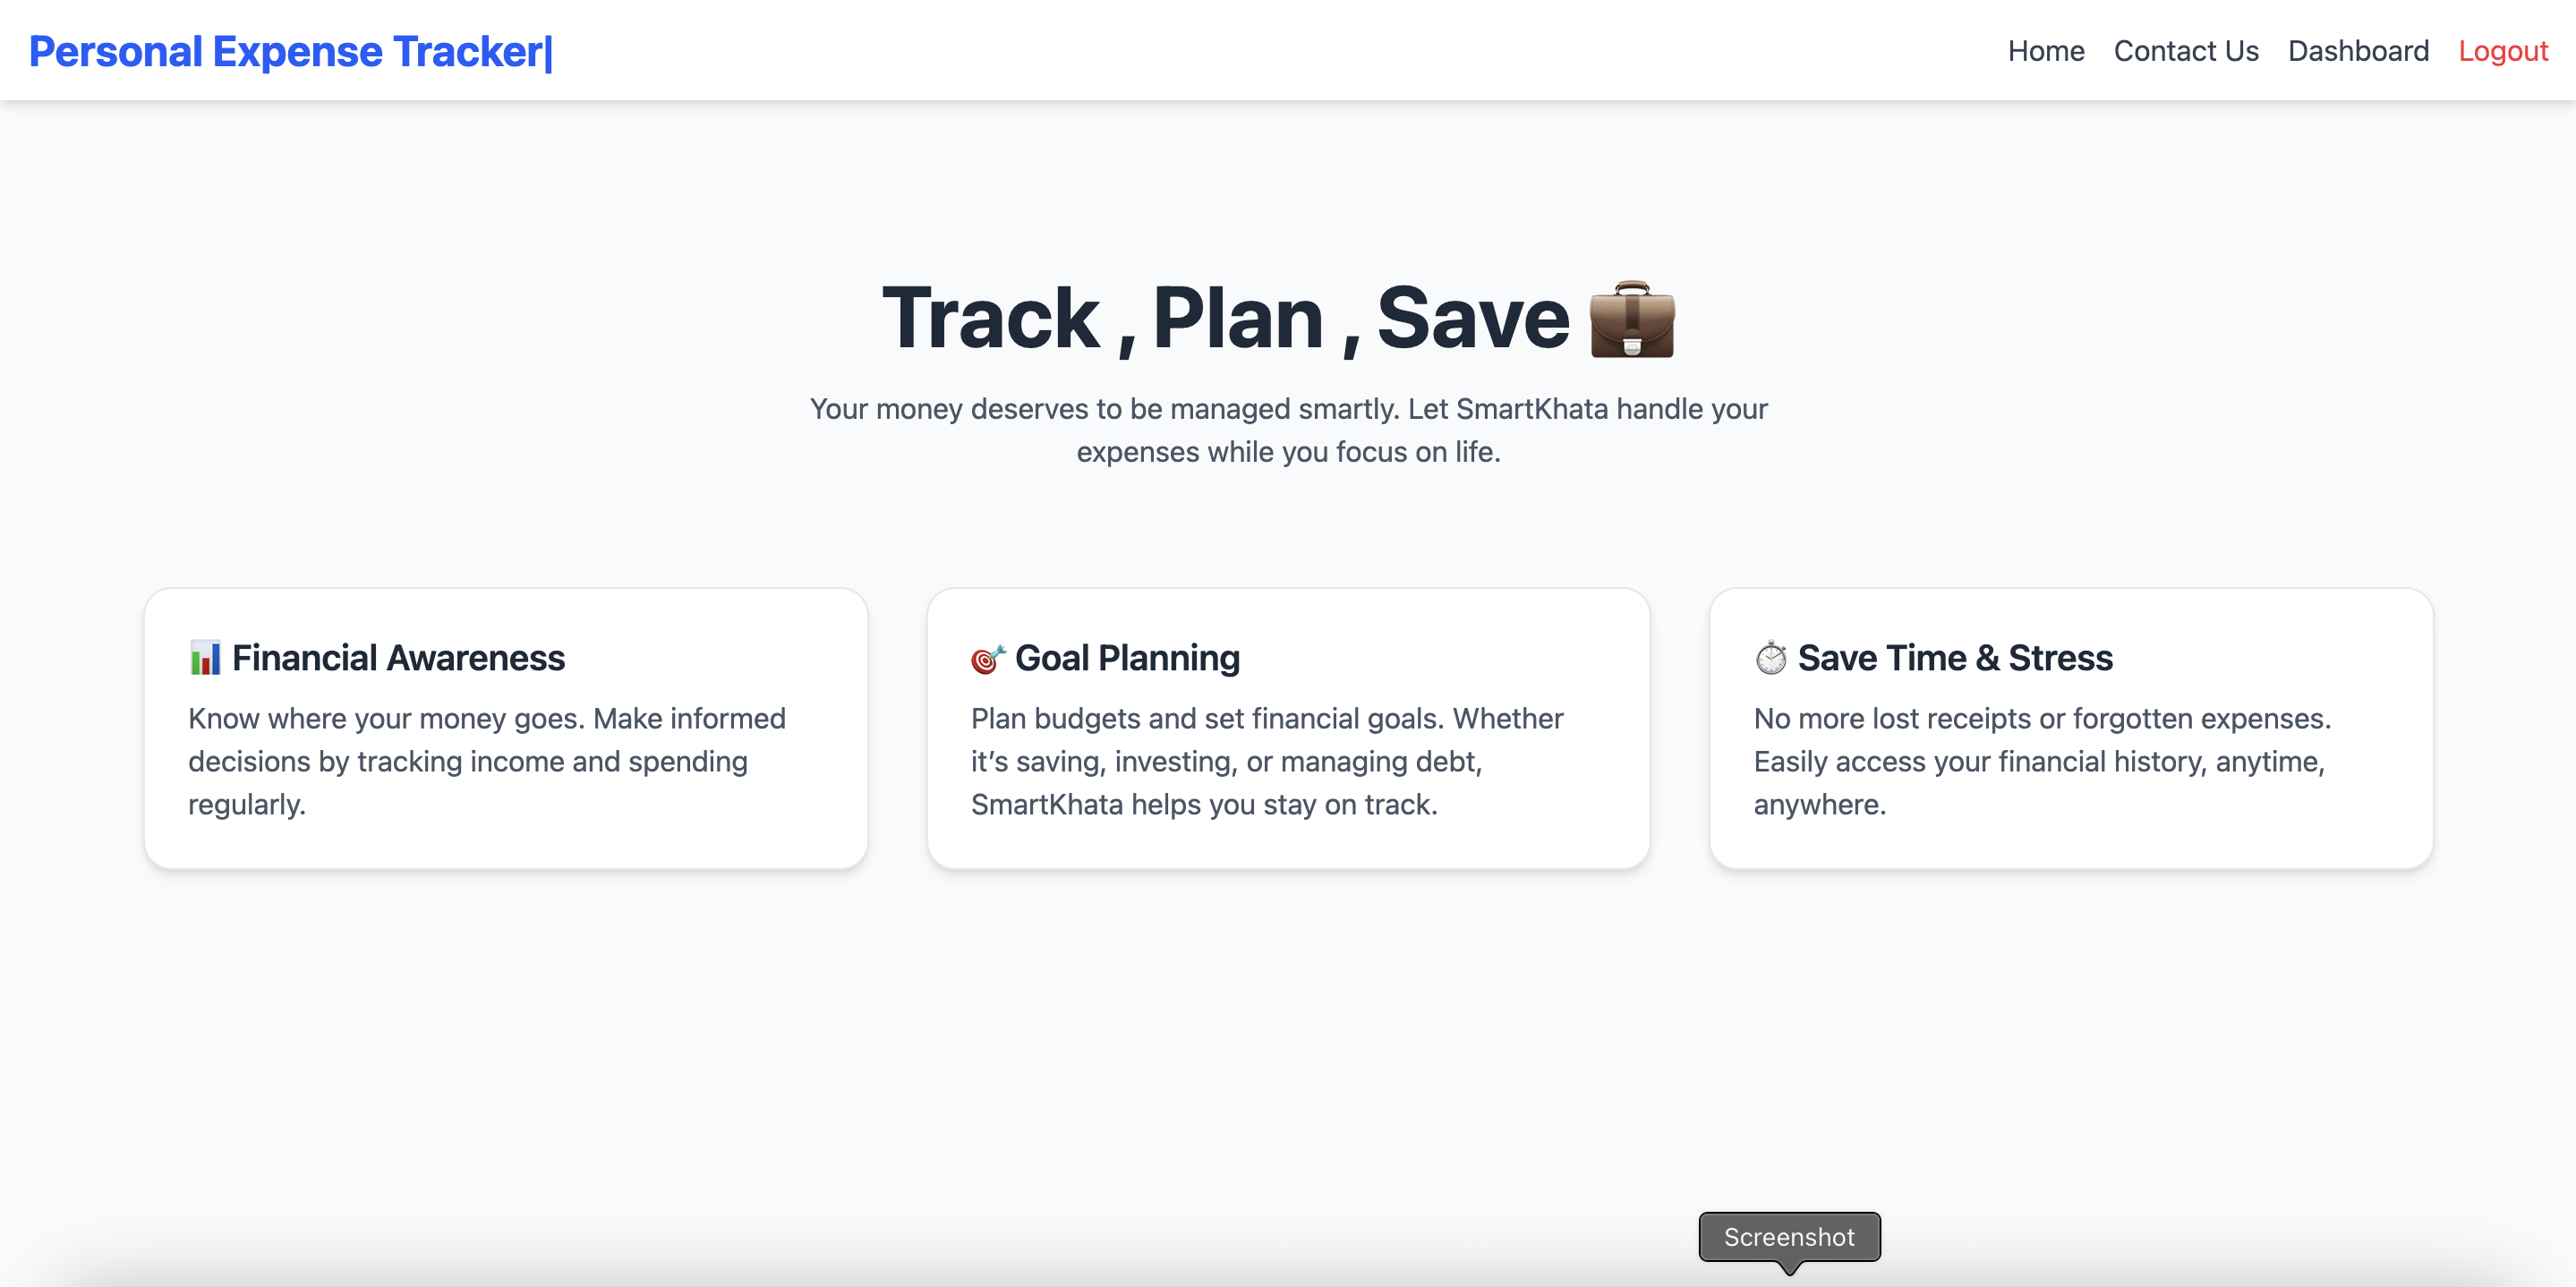 Personal Expense Tracker|
Home Contact Us Dashboard Logout
Track , Plan , Save 💼
Your money deserves to be managed smartly. Let SmartKhata handle your
expenses while you focus on life.
📊 Financial Awareness
Know where your money goes. Make informed
decisions by tracking income and spending
regularly.
🎯 Goal Planning
Plan budgets and set financial goals. Whether
it’s saving, investing, or managing debt,
SmartKhata helps you stay on track.
⏱ Save Time & Stress
No more lost receipts or forgotten expenses.
Easily access your financial history, anytime,
anywhere.
Screenshot